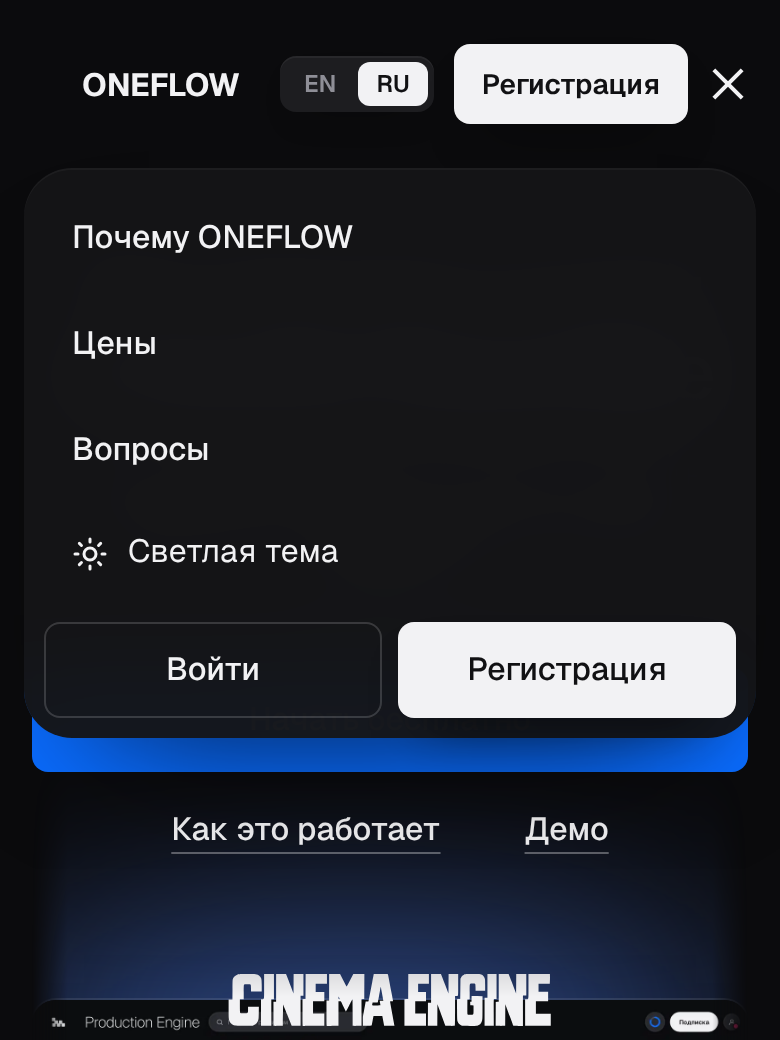 ONEFLOW
EN
RU
Регистрация
Почему ONEFLOW
Цены
Вопросы
Светлая тема
Войти
Регистрация
Как это работает
Демо
CINEMA ENGINE
Production Engine
Подписка